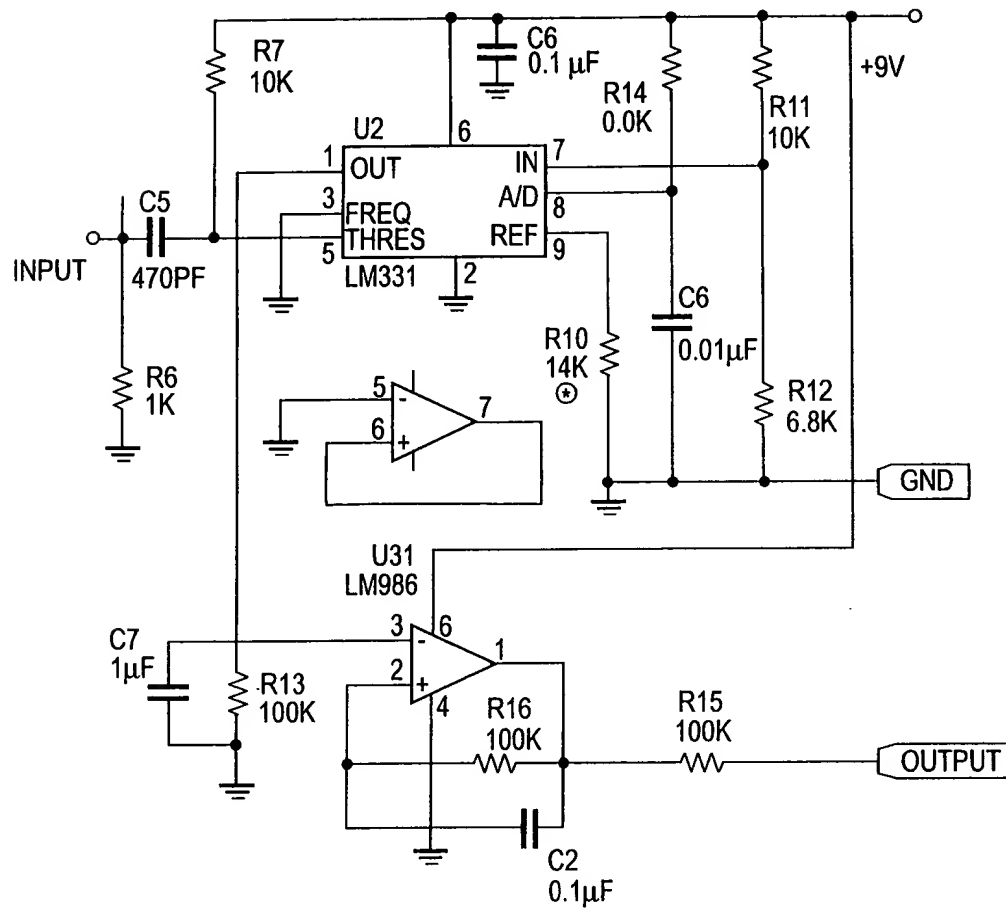 R7
10K
C6
0.1 µF
R14
0.0K
R11
10K
+9V
U2
6
1
OUT
IN
7
3
FREQ
A/D
8
5
THRES
REF
9
LM331
2
C5
470PF
INPUT
R6
1K
R10
14K
*
C6
0.01µF
R12
6.8K
5
-
6
+
7
GND
U31
LM986
C7
1µF
3
-
6
1
2
+
4
R13
100K
R16
100K
R15
100K
OUTPUT
C2
0.1µF